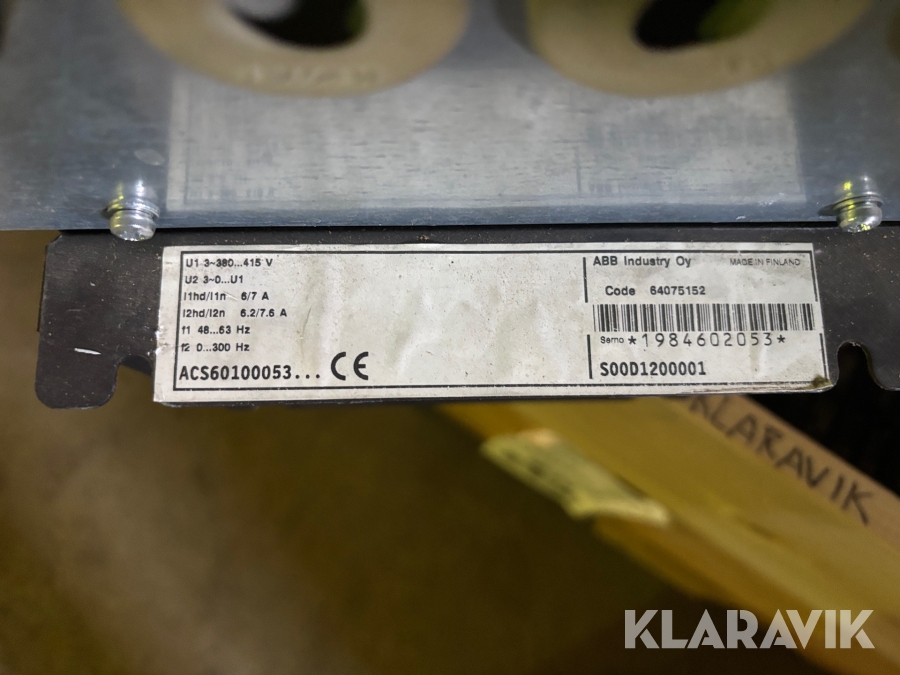 U1 3~380...415 V
U2 3~0...U1
I1hd/I1n 6/7 A
I2hd/I2n 6.2/7.6 A
f1 48...63 Hz
f2 0...300 Hz
ACS60100053... CE
ABB Industry Oy MADE IN FINLAND
Code 64075152
Serno *1984602053*
S00D1200001
KLARAVIK
KLARAVIK